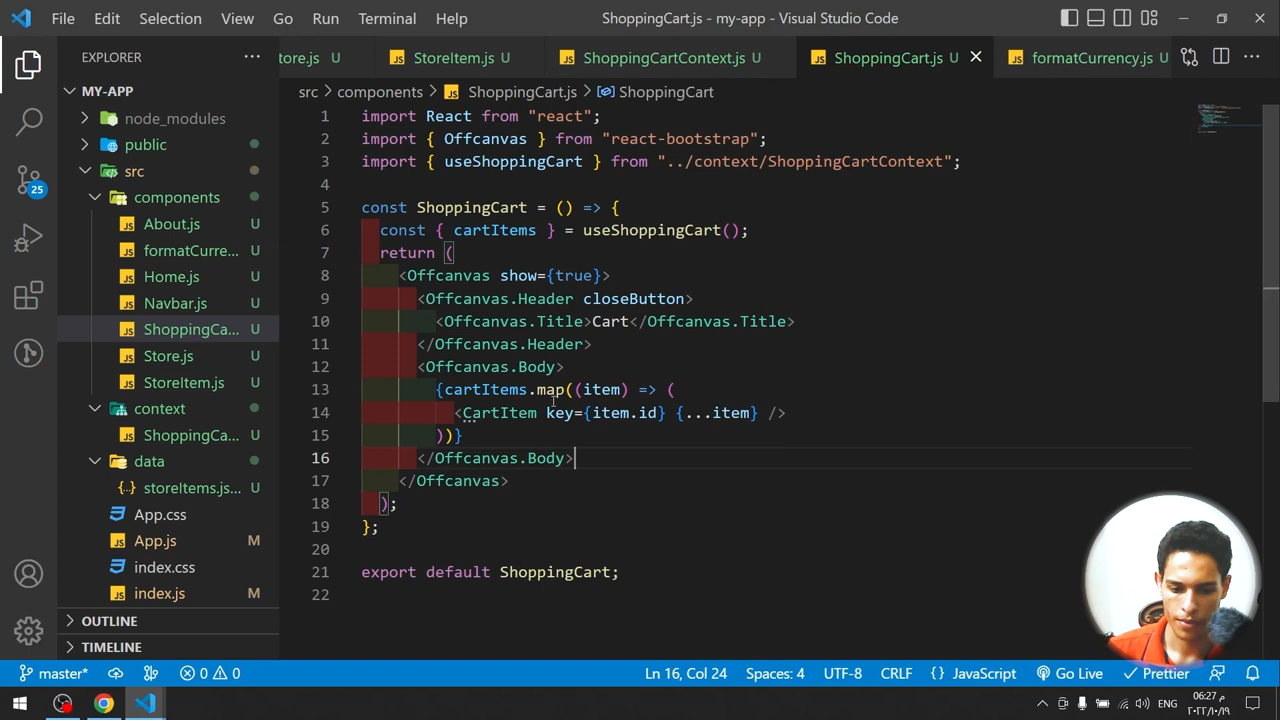 File Edit Selection View Go Run Terminal Help
ShoppingCart.js - my-app - Visual Studio Code
EXPLORER
MY-APP
node_modules
public
src
components
About.js U
formatCurre... U
Home.js U
Navbar.js U
ShoppingCa... U
Store.js U
StoreItem.js U
context
ShoppingCa... U
data
storeItems.js... U
App.css
App.js M
index.css
index.js M
OUTLINE
TIMELINE
25
tore.js U
StoreItem.js U
ShoppingCartContext.js U
ShoppingCart.js U
formatCurrency.js U
src > components > ShoppingCart.js > ShoppingCart
1 import React from "react";
2 import { Offcanvas } from "react-bootstrap";
3 import { useShoppingCart } from "../context/ShoppingCartContext";
4
5 const ShoppingCart = () => {
6 const { cartItems } = useShoppingCart();
7 return (
8 <Offcanvas show={true}>
9 <Offcanvas.Header closeButton>
10 <Offcanvas.Title>Cart</Offcanvas.Title>
11 </Offcanvas.Header>
12 <Offcanvas.Body>
13 {cartItems.map((item) => (
14 <CartItem key={item.id} {...item} />
15 ))}
16 </Offcanvas.Body>
17 </Offcanvas>
18 );
19 };
20
21 export default ShoppingCart;
22
master* 0 0
Ln 16, Col 24 Spaces: 4 UTF-8 CRLF {} JavaScript Go Live Prettier
ENG
06:27 م
٢٠٢٢/١٠/١٩